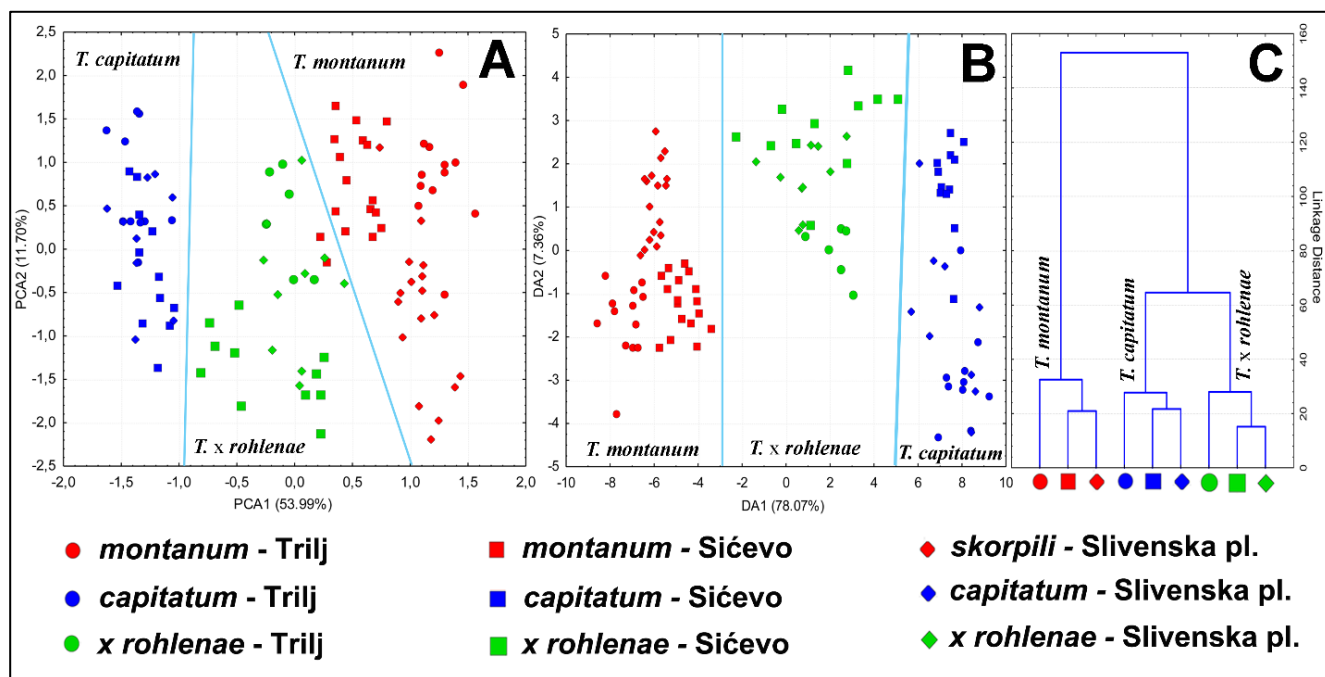 A
T. capitatum
T. montanum
T. x rohlenae
2,5
2,0
1,5
1,0
0,5
0,0
-0,5
-1,0
-1,5
-2,0
-2,5
PCA2 (11.70%)
-2,0 -1,5 -1,0 -0,5 0,0 0,5 1,0 1,5 2,0
PCA1 (53.99%)
B
5
4
3
2
1
0
-1
-2
-3
-4
-5
DA2 (7.36%)
T. montanum
T. x rohlenae
T. capitatum
-10 -8 -6 -4 -2 0 2 4 6 8 10
DA1 (78.07%)
C
T. montanum
T. capitatum
T. x rohlenae
160
140
120
100
80
60
40
20
0
Linkage Distance
montanum - Trilj
montanum - Sićevo
skorpili - Slivenska pl.
capitatum - Trilj
capitatum - Sićevo
capitatum - Slivenska pl.
x rohlenae - Trilj
x rohlenae - Sićevo
x rohlenae - Slivenska pl.